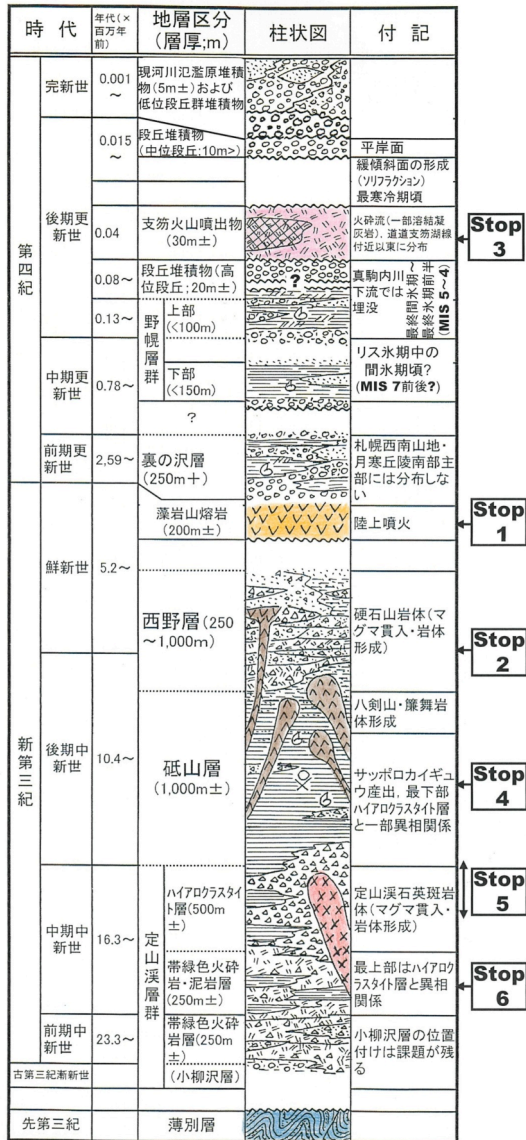 時 代
年代(×
百万年
前)
地層区分
(層厚;m)
柱状図
付 記
第四紀
完新世
0.001
～
現河川氾濫原堆積
物(5m±)および
低位段丘群堆積物
後期更
新世
0.015
～
段丘堆積物
(中位段丘;10m>)
平岸面
緩傾斜面の形成
(ソリフラクション)
最寒冷期頃
0.04
支笏火山噴出物
(30m±)
火砕流(一部溶結凝
灰岩), 道道支笏湖線
付近以東に分布
Stop
3
0.08～
段丘堆積物(高
位段丘;20m±)
?
真駒内川
下流では
埋没
最終間氷期～
最終氷期前半
(MIS 5~4)
0.13～
野幌層群
上部
(<100m)
中期更
新世
0.78～
下部
(<150m)
リス氷期中の
間氷期頃?
(MIS 7前後?)
?
前期更
新世
2,59～
裏の沢層
(250m+)
札幌西南山地・
月寒丘陵南部主
部には分布しな
い
新第三紀
鮮新世
5.2～
藻岩山熔岩
(200m±)
陸上噴火
Stop
1
西野層(250
～1,000m)
硬石山岩体(マ
グマ貫入・岩体
形成)
Stop
2
後期中
新世
10.4～
砥山層
(1,000m±)
八剣山・簾舞岩
体形成
サッポロカイギュ
ウ産出, 最下部
ハイアロクラスタイト層
と一部異相関係
Stop
4
中期中
新世
16.3～
定山渓層群
ハイアロクラスタイ
ト層(500m
±)
定山渓石英斑岩
体(マグマ貫入・
岩体形成)
Stop
5
帯緑色火砕
岩・泥岩層
(250m±)
最上部はハイアロク
ラスタイト層と異相
関係
Stop
6
前期中
新世
23.3～
帯緑色火砕
岩層(250m
±)
小柳沢層の位置
付けは課題が残
る
古第三紀漸新世
(小柳沢層)
先第三紀
薄別層